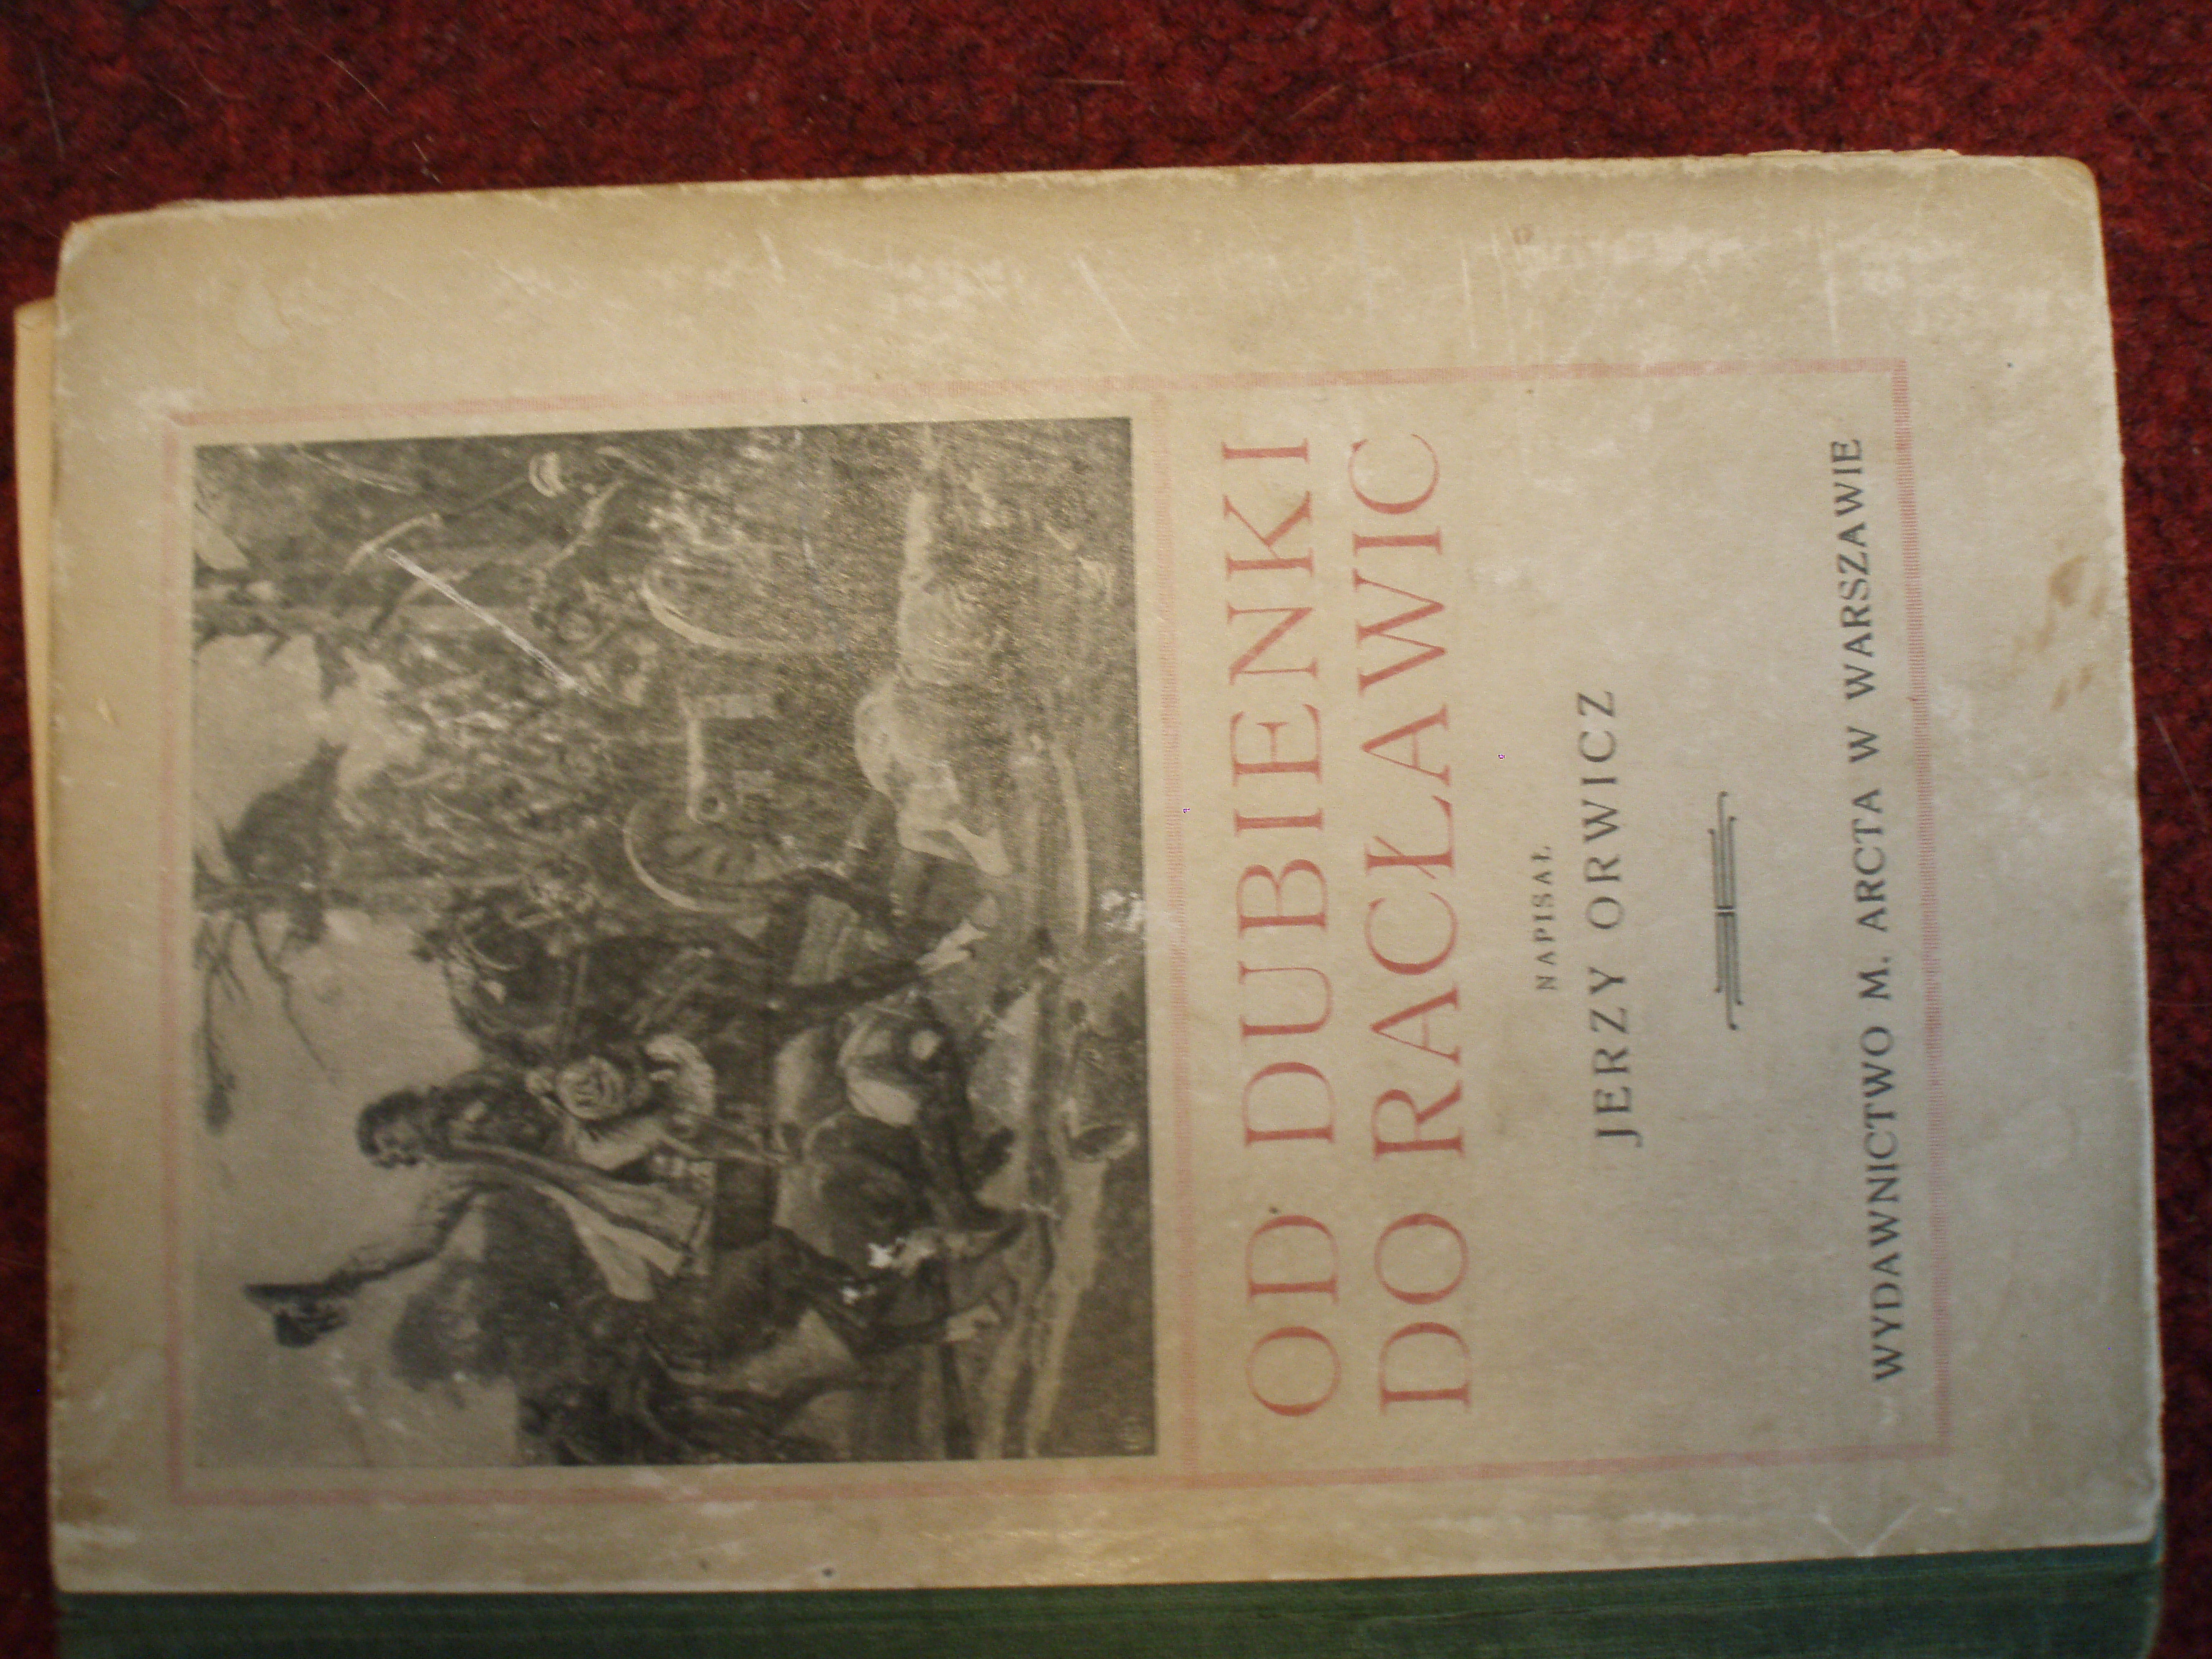 OD DUBIENKI
DO RACŁAWIC
NAPISAŁ
JERZY ORWICZ
WYDAWNICTWO M. ARCTA W WARSZAWIE